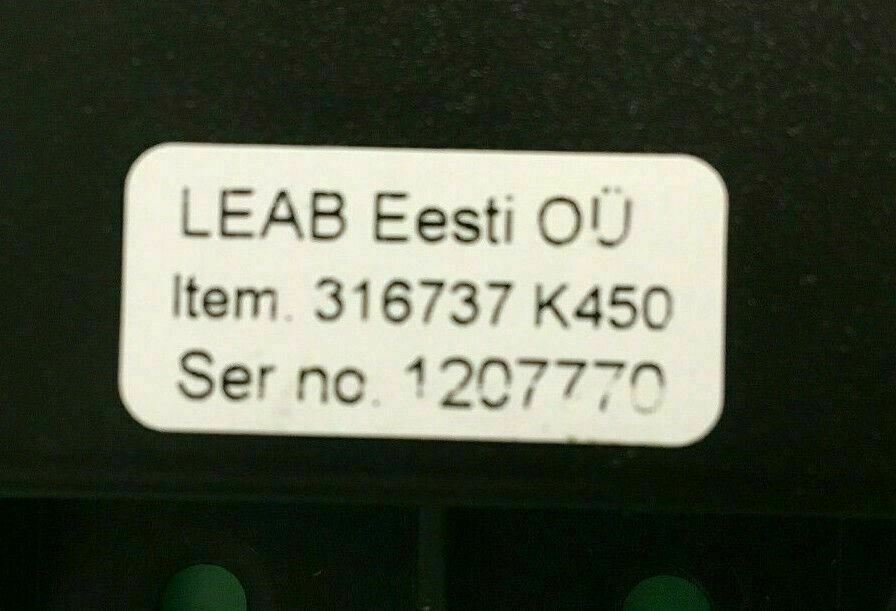 LEAB Eesti OÜ
Item. 316737 K450
Ser no. 1207770